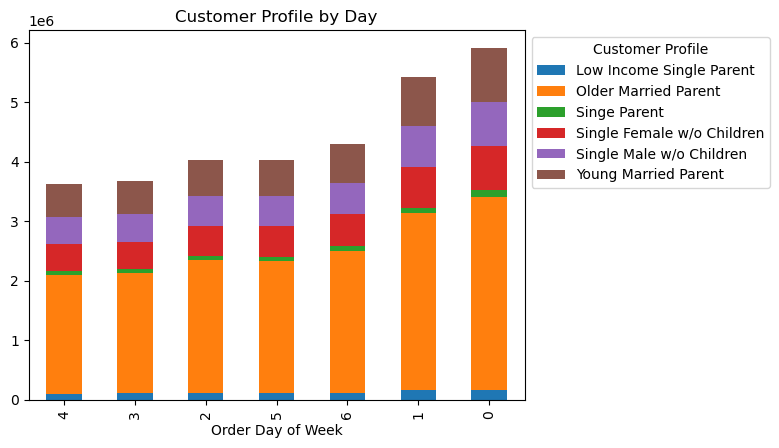 Customer Profile by Day
1e6
6
5
4
3
2
1
0
4
3
2
5
6
1
0
Order Day of Week
Customer Profile
Low Income Single Parent
Older Married Parent
Singe Parent
Single Female w/o Children
Single Male w/o Children
Young Married Parent